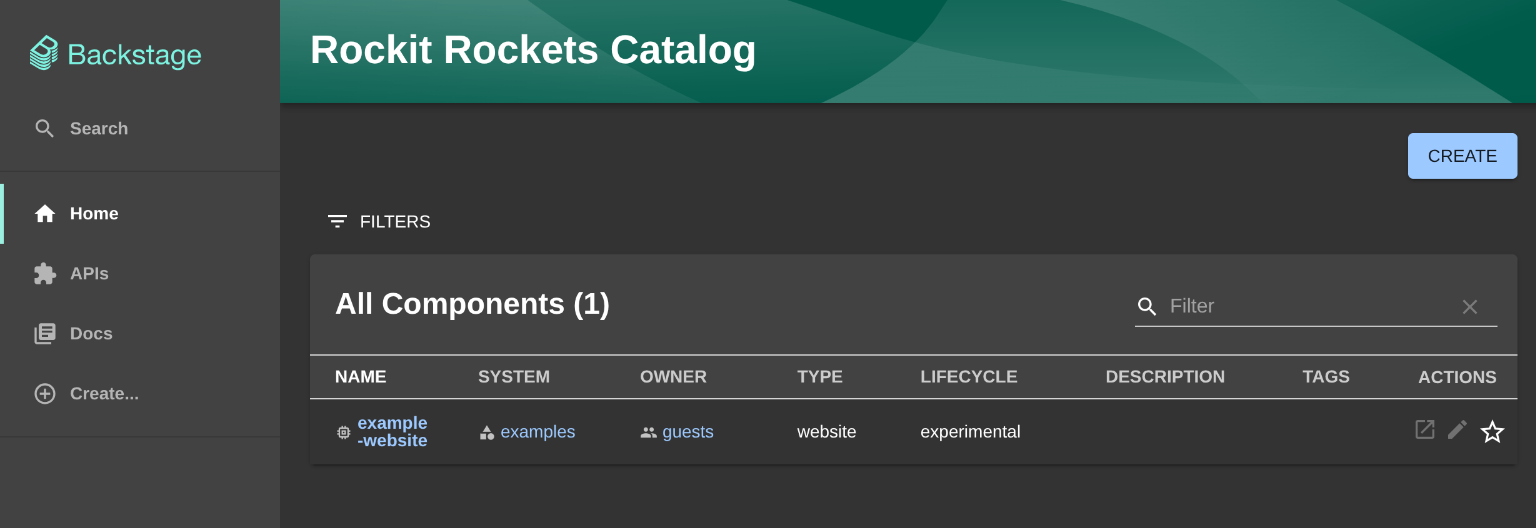 Backstage
Search
Home
APIs
Docs
Create...
Rockit Rockets Catalog
CREATE
FILTERS
All Components (1)
Filter
NAME SYSTEM OWNER TYPE LIFECYCLE DESCRIPTION TAGS ACTIONS
example
-website
examples guests website experimental